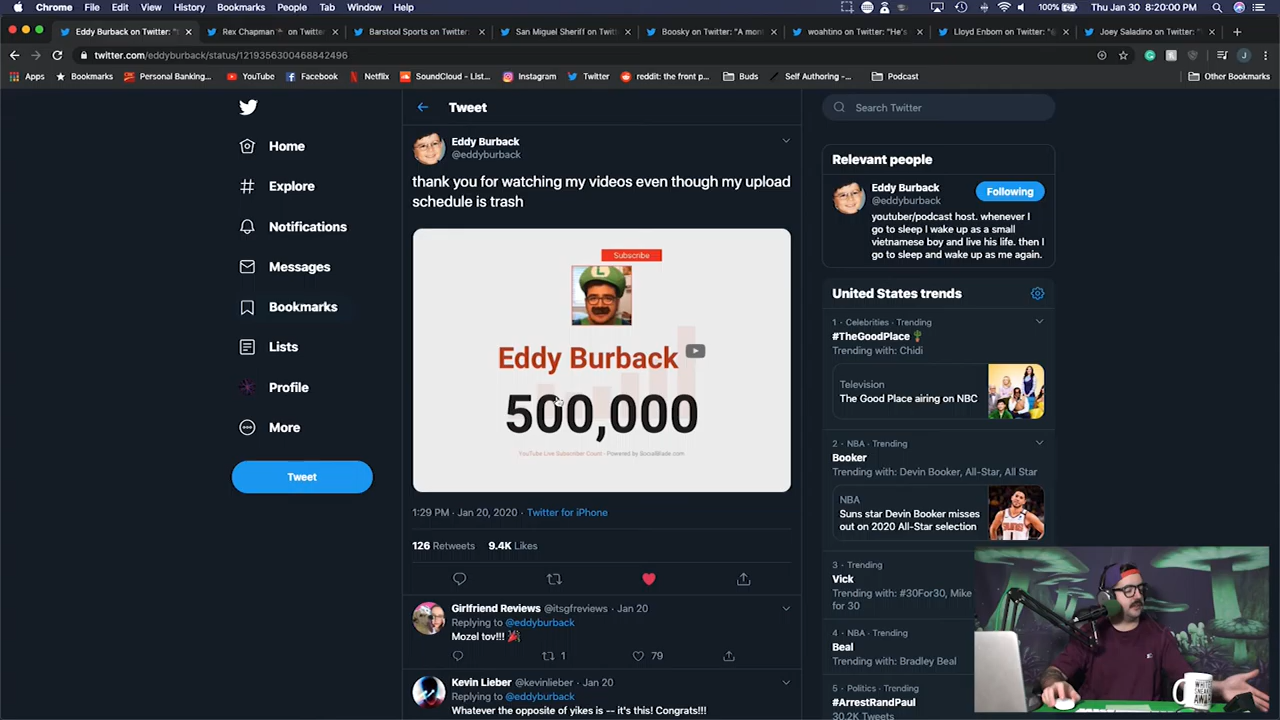 Chrome File Edit View History Bookmarks People Tab Window Help 100% Thu Jan 30 8:20:00 PM
Eddy Burback on Twitter: "
Rex Chapman on Twitter:
Barstool Sports on Twitter:
San Miguel Sheriff on Twitter:
Boosky on Twitter: "A mom
woahtino on Twitter: "He's
Lloyd Enbom on Twitter: "
Joey Saladino on Twitter: "
twitter.com/eddyburback/status/1219356300468842496
Apps Bookmarks Personal Banking... YouTube Facebook Netflix SoundCloud - List... Instagram Twitter reddit: the front p... Buds Self Authoring -... Podcast Other Bookmarks
Home
Explore
Notifications
Messages
Bookmarks
Lists
Profile
More
Tweet
Tweet
Eddy Burback
@eddyburback
thank you for watching my videos even though my upload
schedule is trash
Subscribe
Eddy Burback
500,000
YouTube Live Subscriber Count - Powered by SocialBlade.com
1:29 PM · Jan 20, 2020 · Twitter for iPhone
126 Retweets 9.4K Likes
Girlfriend Reviews @itsgfreviews · Jan 20
Replying to @eddyburback
Mozel tov!!!
1 79
Kevin Lieber @kevinlieber · Jan 20
Replying to @eddyburback
Whatever the opposite of yikes is -- it's this! Congrats!!!
Search Twitter
Relevant people
Eddy Burback
@eddyburback
Following
youtuber/podcast host. whenever I
go to sleep I wake up as a small
vietnamese boy and live his life. then I
go to sleep and wake up as me again.
United States trends
1 · Celebrities · Trending
#TheGoodPlace
Trending with: Chidi
Television
The Good Place airing on NBC
2 · NBA · Trending
Booker
Trending with: Devin Booker, All-Star, All Star
NBA
Suns star Devin Booker misses
out on 2020 All-Star selection
3 · Trending
Vick
Trending with: #30For30, Mike
for 30
4 · NBA · Trending
Beal
Trending with: Bradley Beal
5 · Politics · Trending
#ArrestRandPaul
30.2K Tweets